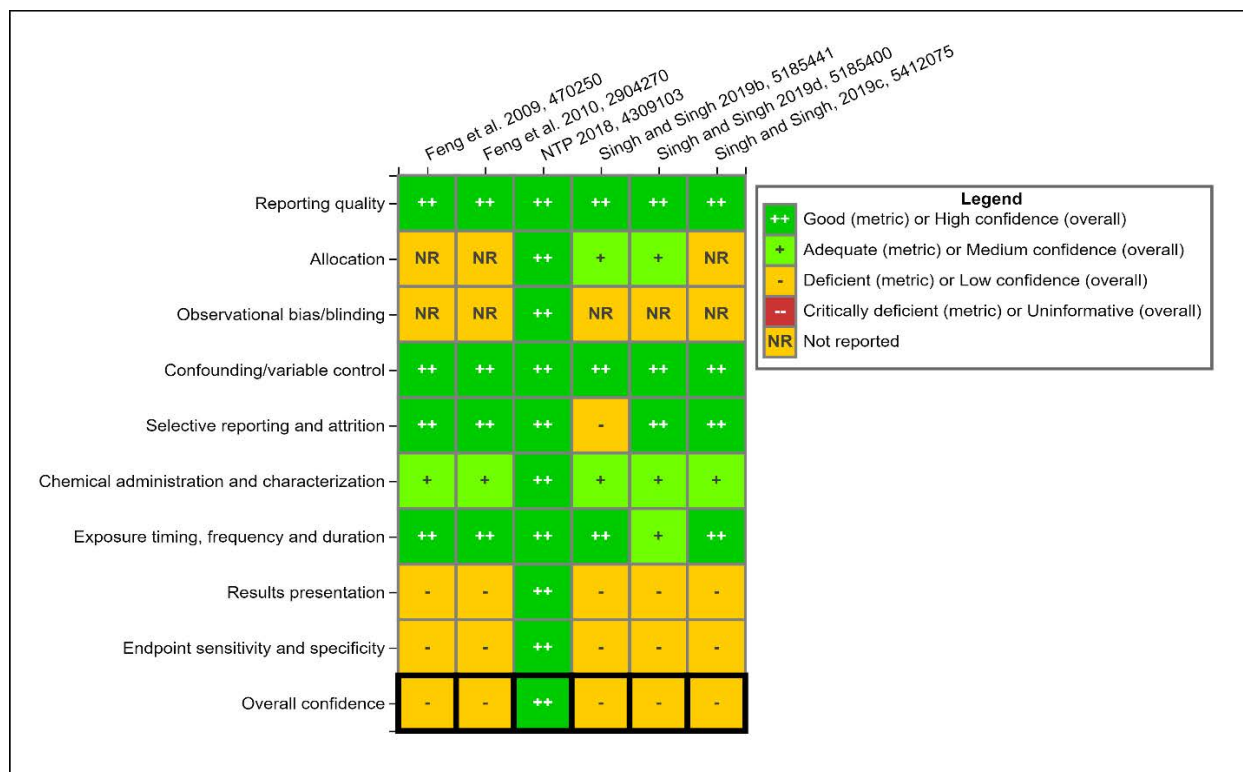 Feng et al. 2009, 470250
Feng et al. 2010, 2904270
NTP 2018, 4309103
Singh and Singh 2019b, 5185441
Singh and Singh 2019d, 5185400
Singh and Singh, 2019c, 5412075
Reporting quality ++ ++ ++ ++ ++ ++
Allocation NR NR ++ + + NR
Observational bias/blinding NR NR ++ NR NR NR
Confounding/variable control ++ ++ ++ ++ ++ ++
Selective reporting and attrition ++ ++ ++ - ++ ++
Chemical administration and characterization + + ++ + + +
Exposure timing, frequency and duration ++ ++ ++ ++ + ++
Results presentation - - ++ - - -
Endpoint sensitivity and specificity - - ++ - - -
Overall confidence - - ++ - - -
Legend
++ Good (metric) or High confidence (overall)
+ Adequate (metric) or Medium confidence (overall)
- Deficient (metric) or Low confidence (overall)
-- Critically deficient (metric) or Uninformative (overall)
NR Not reported